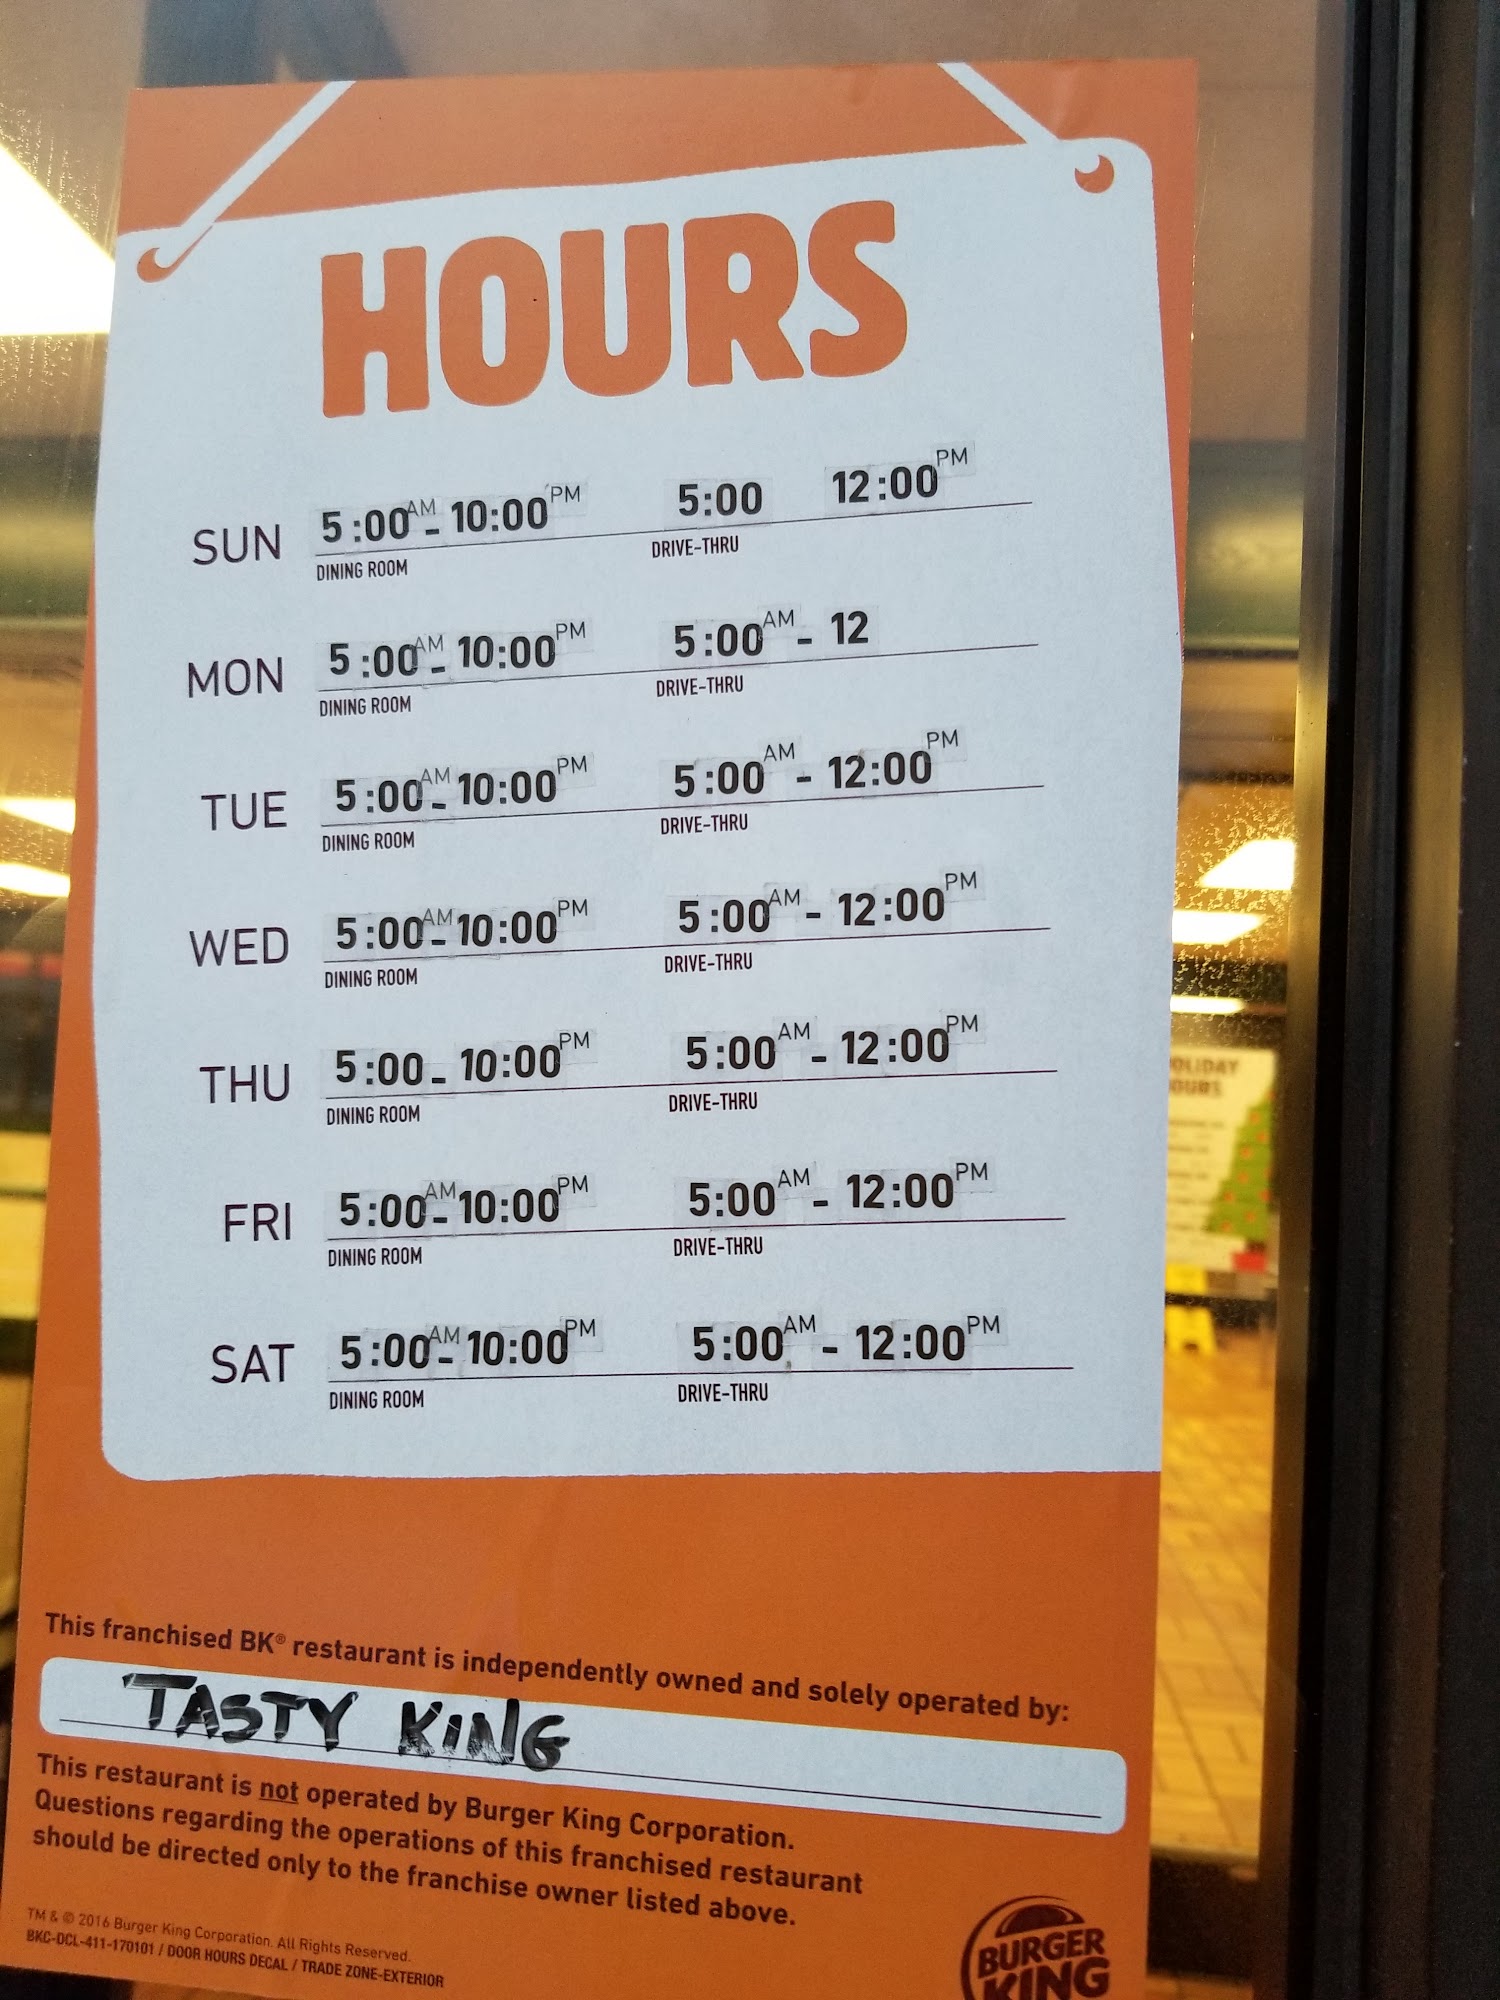 HOURS
SUN 5:00AM - 10:00PM 5:00 12:00PM
DINING ROOM DRIVE-THRU
MON 5:00AM - 10:00PM 5:00AM - 12
DINING ROOM DRIVE-THRU
TUE 5:00AM - 10:00PM 5:00AM - 12:00PM
DINING ROOM DRIVE-THRU
WED 5:00AM - 10:00PM 5:00AM - 12:00PM
DINING ROOM DRIVE-THRU
THU 5:00 - 10:00PM 5:00AM - 12:00PM
DINING ROOM DRIVE-THRU
FRI 5:00AM - 10:00PM 5:00AM - 12:00PM
DINING ROOM DRIVE-THRU
SAT 5:00AM - 10:00PM 5:00AM - 12:00PM
DINING ROOM DRIVE-THRU
OLIDAY
OURS
This franchised BK® restaurant is independently owned and solely operated by:
TASTY KING
This restaurant is not operated by Burger King Corporation.
Questions regarding the operations of this franchised restaurant
should be directed only to the franchise owner listed above.
TM & © 2016 Burger King Corporation. All Rights Reserved.
BKC-DCL-411-170101 / DOOR HOURS DECAL / TRADE ZONE-EXTERIOR
BURGER
KING